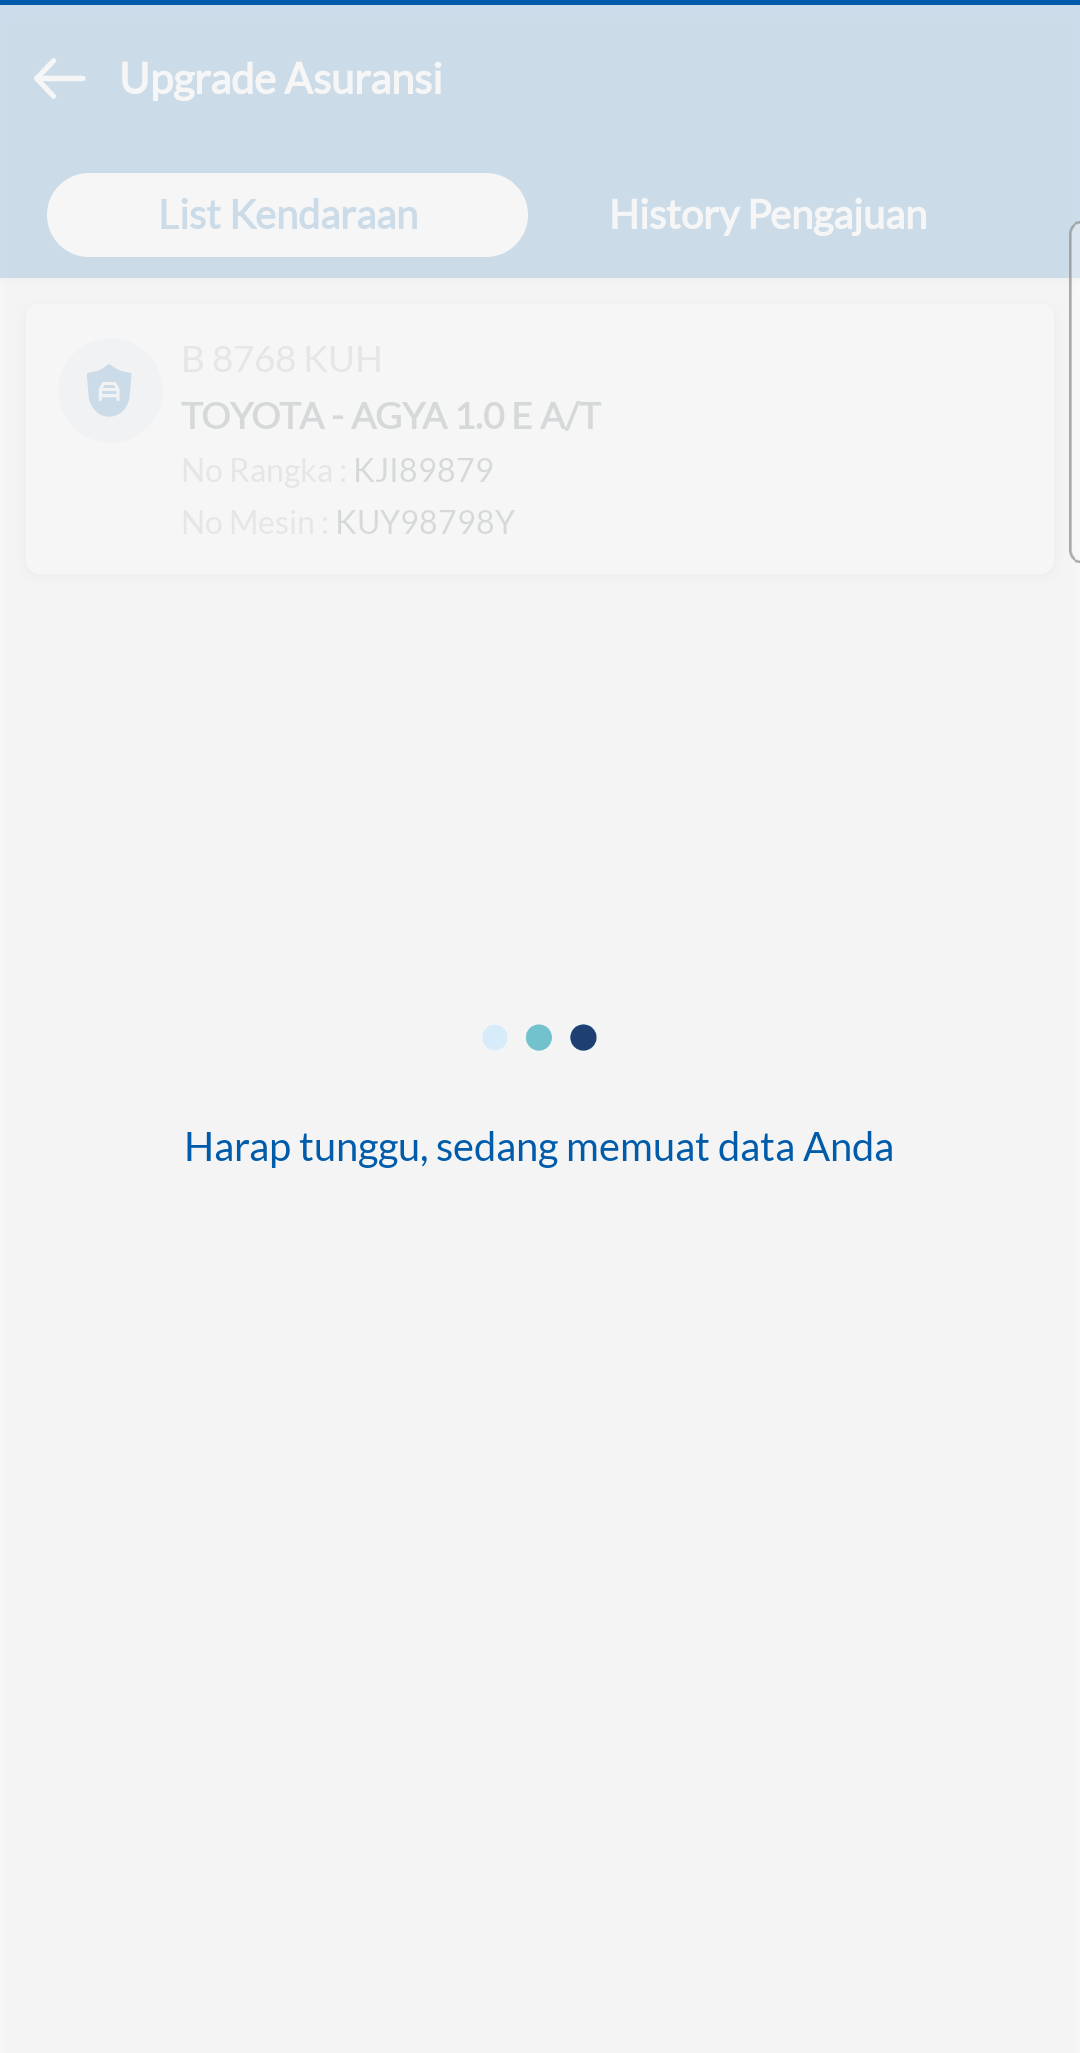 Upgrade Asuransi
List Kendaraan
History Pengajuan
B 8768 KUH
TOYOTA - AGYA 1.0 E A/T
No Rangka : KJI89879
No Mesin : KUY98798Y
Harap tunggu, sedang memuat data Anda